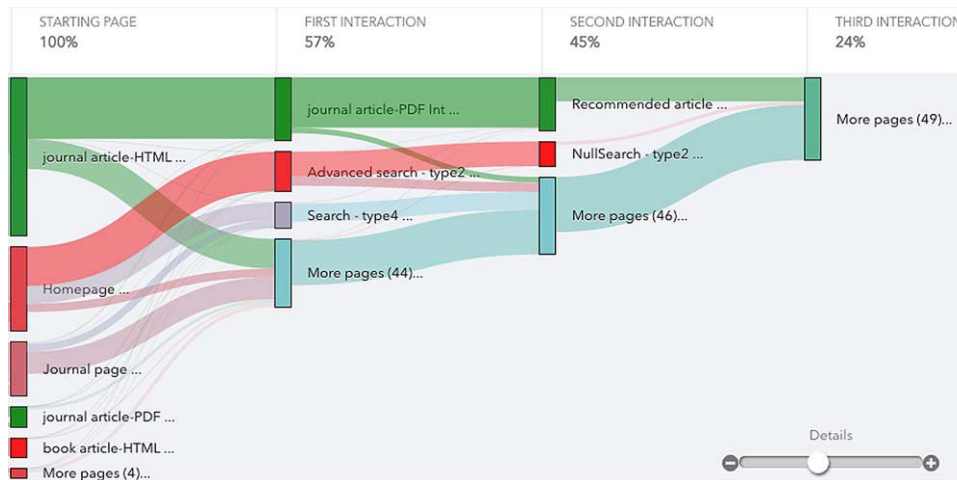 STARTING PAGE
100%
FIRST INTERACTION
57%
SECOND INTERACTION
45%
THIRD INTERACTION
24%
journal article-HTML ...
Homepage ...
Journal page ...
journal article-PDF ...
book article-HTML ...
More pages (4)...
journal article-PDF Int ...
Advanced search - type2 ...
Search - type4 ...
More pages (44)...
Recommended article ...
NullSearch - type2 ...
More pages (46)...
More pages (49)...
Details